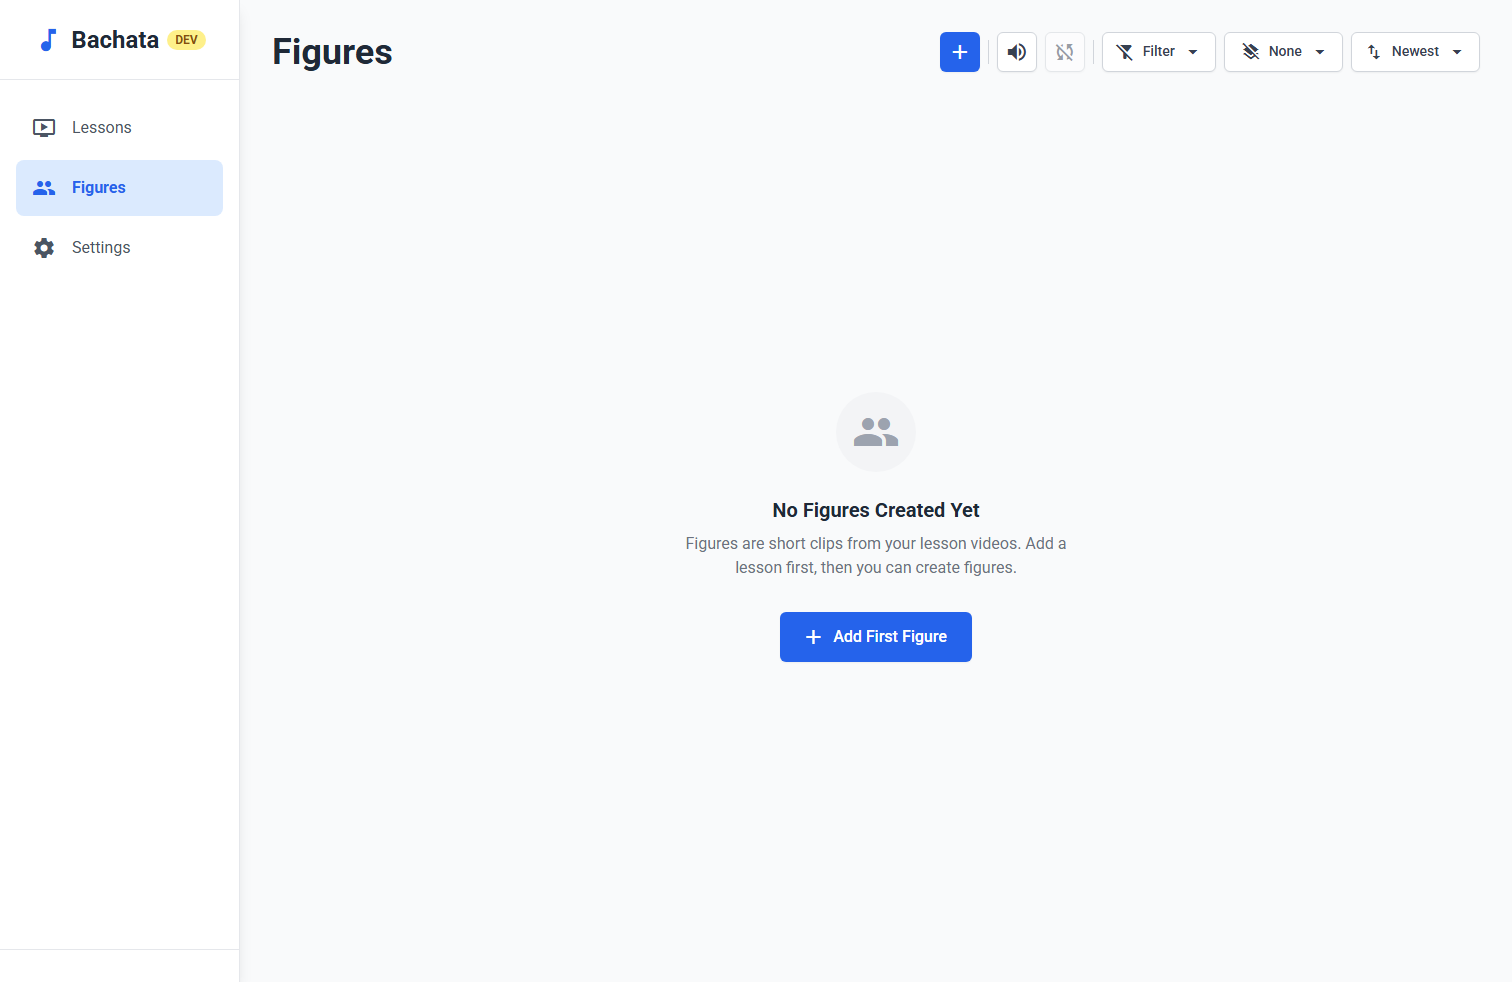 Bachata DEV
Lessons
Figures
Settings
Figures
Filter
None
Newest
No Figures Created Yet
Figures are short clips from your lesson videos. Add a
lesson first, then you can create figures.
Add First Figure